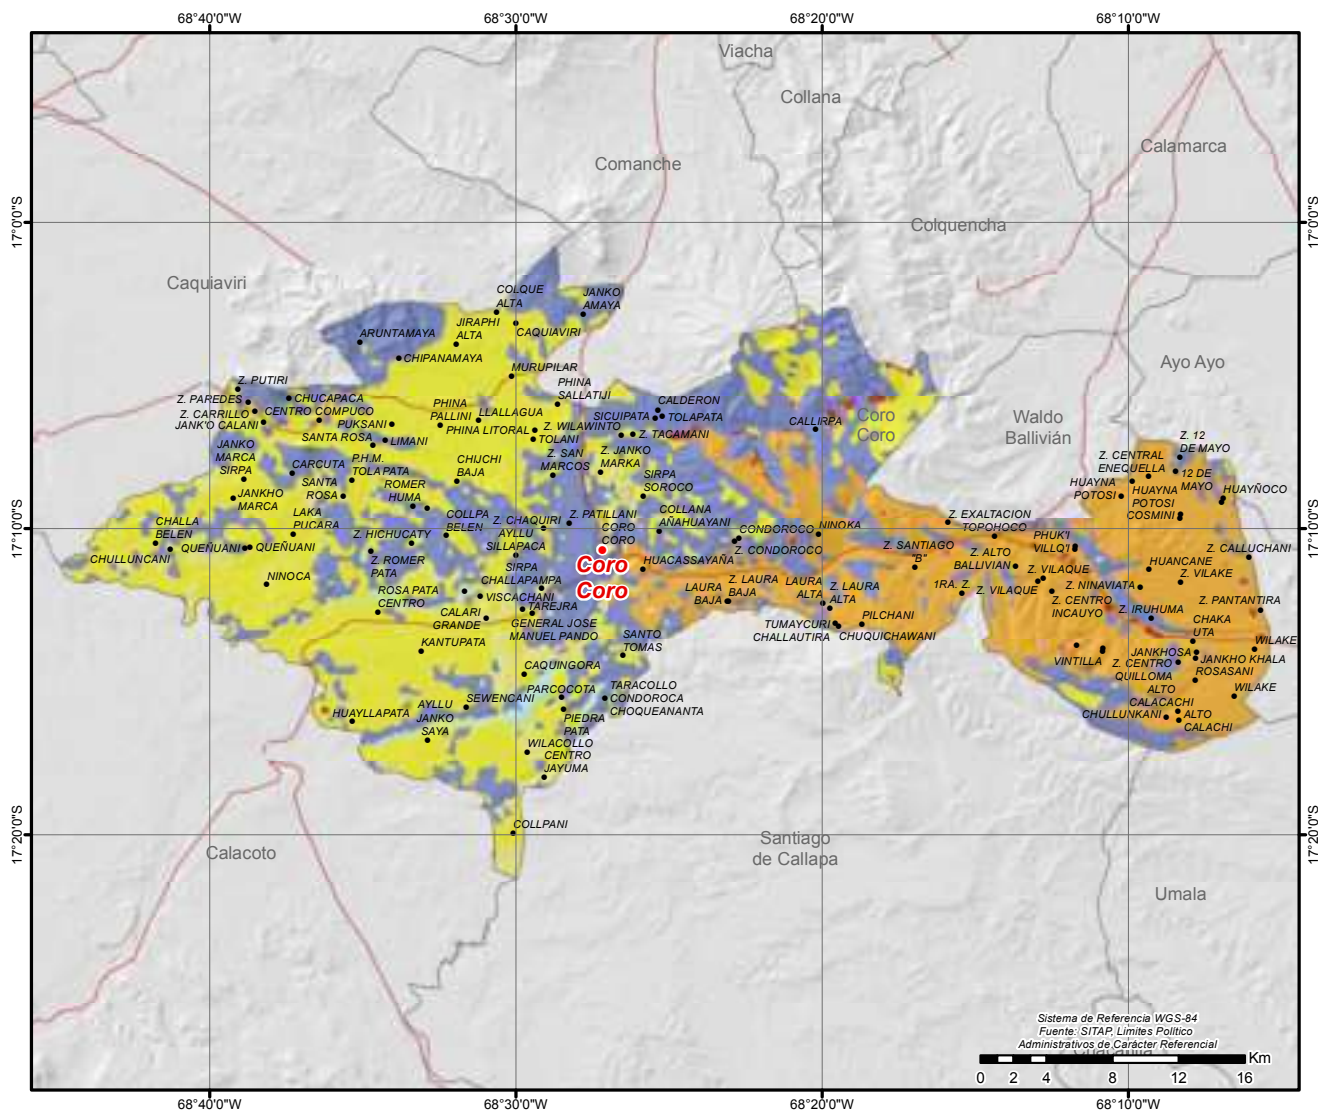 68°40'0"W
68°30'0"W
68°20'0"W
68°10'0"W
Viacha
Collana
Comanche
Calamarca
17°0'0"S
17°0'0"S
Colquencha
Caquiaviri
COLQUE
ALTA
JANKO
AMAYA
ARUNTAMAYA
JIRAPHI
ALTA
CAQUIAVIRI
CHIPANAMAYA
Ayo Ayo
MURUPILAR
Z. PUTIRI
PHINA
SALLATIJI
Z. PAREDES
CHUCAPACA
CALDERON
Coro
Coro
Waldo
Ballivián
Z. CARRILLO
CENTRO COMPUCO
PHINA
PALLINI
LLALLAGUA
SICUIPATA
TOLAPATA
CALLIRPA
JANK'O CALANI
PUKSANI
PHINA LITORAL
Z. WILAWINTO
Z. TACAMANI
SANTA ROSA
LIMANI
TOLANI
Z. 12
DE MAYO
JANKO
MARCA
SIRPA
P.H.M.
TOLAPATA
CHIJCHI
BAJA
Z. SAN
MARCOS
Z. JANKO
MARKA
Z. CENTRAL
ENEQUELLA
12 DE
MAYO
CARCUTA
SANTA
ROSA
ROMER
HUMA
SIRPA
SOROCO
HUAYNA
POTOSI
HUAYNA
POTOSI
HUAYÑOCO
JANKHO
MARCA
COSMINI
LAKA
PUCARA
COLLPA
BELEN
Z. PATILLANI
COLLANA
AÑAHUAYANI
Z. EXALTACION
TOPOHOCO
17°10'0"S
17°10'0"S
CHALLA
BELEN
Z. HICHUCATY
Z. CHAQUIRI
AYLLU
SILLAPACA
CORO
CORO
CONDOROCO
NINOKA
PHUK'I
VILLQ'I
QUEÑUANI
QUEÑUANI
Z. CONDOROCO
Z. SANTIAGO
"B"
Z. ALTO
BALLIVIAN
Z. CALLUCHANI
CHULLUNCANI
Z. ROMER
PATA
SIRPA
CHALLAPAMPA
Coro
Coro
HUACASSAYAÑA
HUANCANE
Z. VILAQUE
Z. VILAKE
NINOCA
ROSA PATA
CENTRO
VISCACHANI
LAURA
BAJA
Z. LAURA
BAJA
LAURA
ALTA
Z. LAURA
ALTA
1RA. Z.
Z. VILAQUE
Z. NINAVIATA
Z. CENTRO
INCAUYO
Z. PANTANTIRA
CALARI
GRANDE
TAREJRA
GENERAL JOSE
MANUEL PANDO
TUMAYCURI
CHALLAUTIRA
PILCHANI
CHUQUICHAWANI
Z. IRUHUMA
CHAKA
UTA
KANTUPATA
SANTO
TOMAS
VINTILLA
JANKHOSA
WILAKE
CAQUINGORA
Z. CENTRO
QUILLOMA
JANKHO KHALA
ROSASANI
PARCOCOTA
TARACOLLO
CONDOROCA
CHOQUEANANTA
ALTO
CALACACHI
WILAKE
AYLLU
JANKO
SAYA
SEWENCANI
HUAYLLAPATA
PIEDRA
PATA
CHULLUNKANI
ALTO
CALACHI
WILACOLLO
CENTRO
JAYUMA
COLLPANI
17°20'0"S
17°20'0"S
Calacoto
Santiago
de Callapa
Umala
Sistema de Referencia WGS-84
Fuente: SITAP, Limites Politico
Administrativos de Carácter Referencial
Km
0 2 4 8 12 16
68°40'0"W
68°30'0"W
68°20'0"W
68°10'0"W